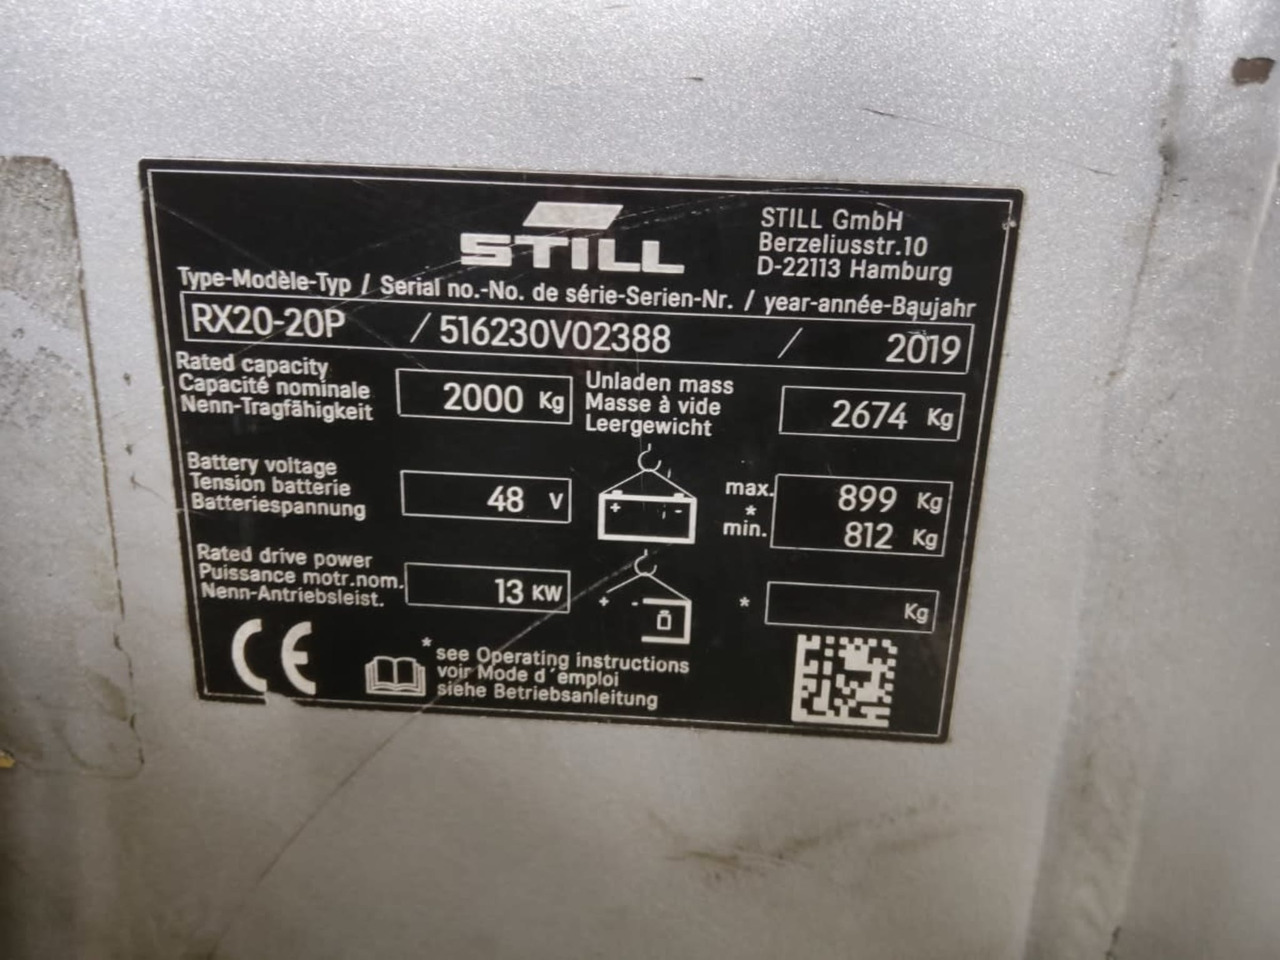 STILL
STILL GmbH
Berzeliusstr.10
D-22113 Hamburg
Type-Modèle-Typ / Serial no.-No. de série-Serien-Nr. / year-année-Baujahr
RX20-20P / 516230V02388 / 2019
Rated capacity
Capacité nominale
Nenn-Tragfähigkeit
2000 Kg
Unladen mass
Masse à vide
Leergewicht
2674 Kg
Battery voltage
Tension batterie
Batteriespannung
48 V
+ -
max.
*
min.
899 Kg
812 Kg
Rated drive power
Puissance motr.nom.
Nenn-Antriebsleist.
13 KW
+ -
*
Kg
CE
* see Operating instructions
voir Mode d'emploi
siehe Betriebsanleitung